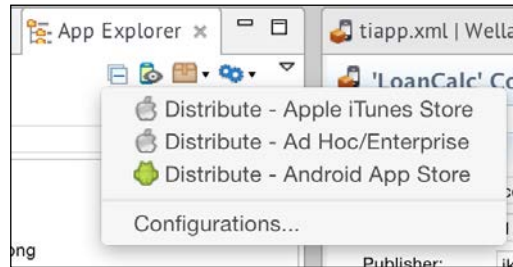 App Explorer
tiapp.xml | Wella
'LoanCalc' Co
Distribute - Apple iTunes Store
Distribute - Ad Hoc/Enterprise
Distribute - Android App Store
Configurations...
ong
Publisher: